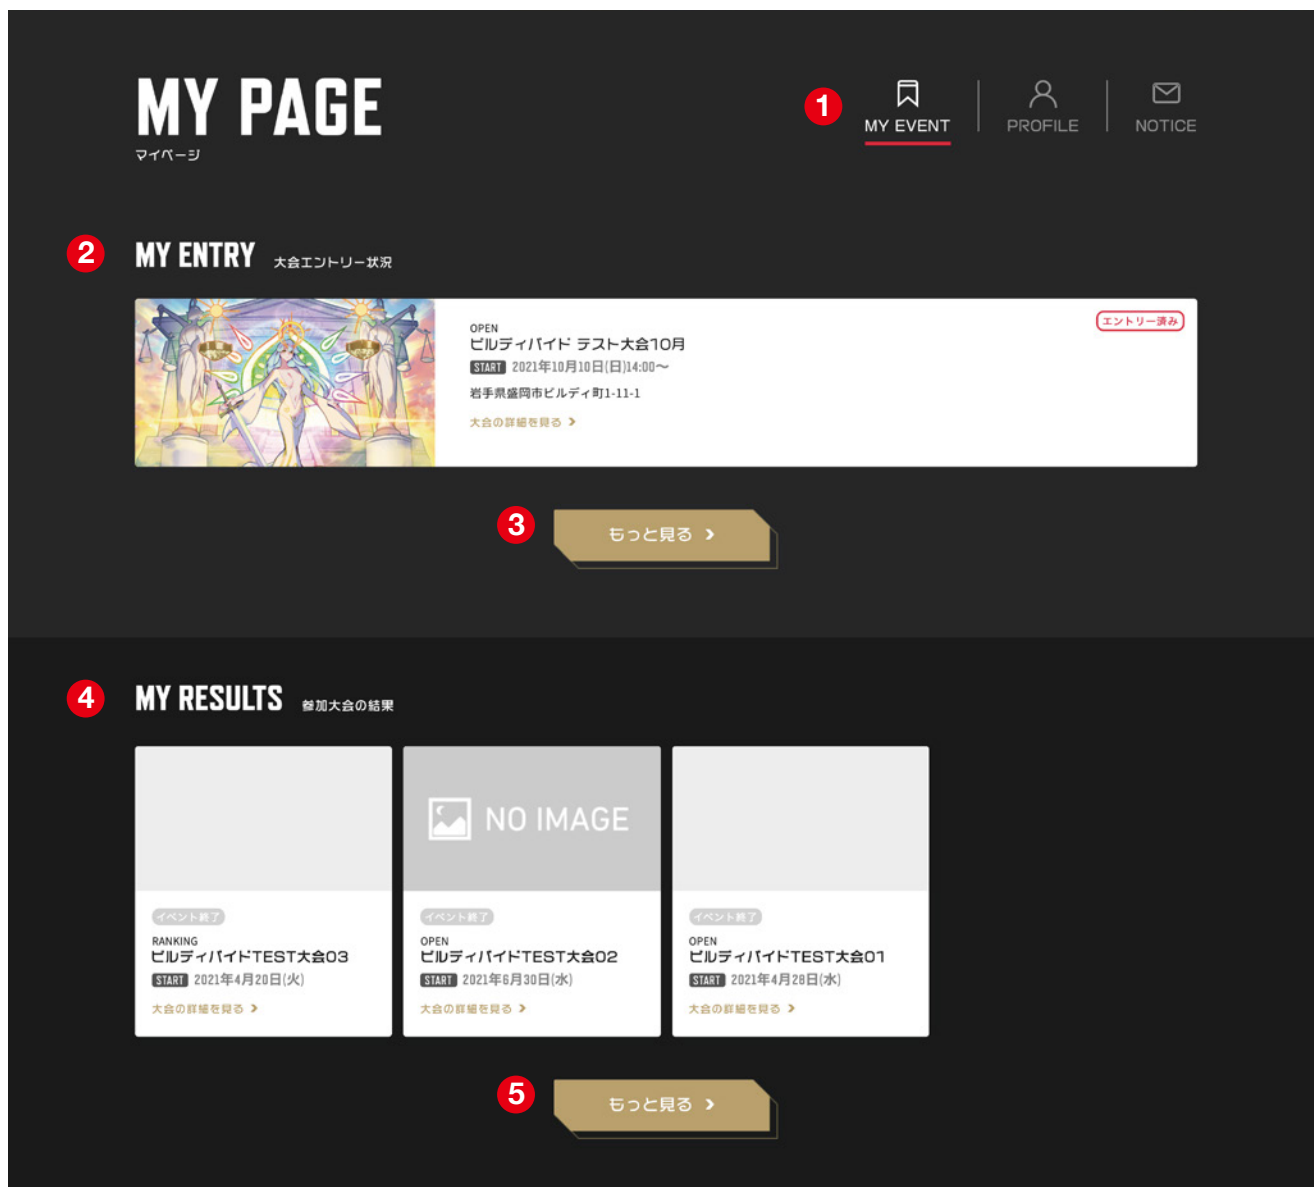 MY PAGE
マイページ
1
MY EVENT
PROFILE
NOTICE
2
MY ENTRY 大会エントリー状況
エントリー済み
OPEN
ビルディバイド テスト大会10月
START 2021年10月10日(日)14:00〜
岩手県盛岡市ビルディ町1-11-1
大会の詳細を見る
3
もっと見る
4
MY RESULTS 参加大会の結果
NO IMAGE
イベント終了
RANKING
ビルディバイドTEST大会03
START 2021年4月20日(火)
大会の詳細を見る
イベント終了
OPEN
ビルディバイドTEST大会02
START 2021年6月30日(水)
大会の詳細を見る
イベント終了
OPEN
ビルディバイドTEST大会01
START 2021年4月28日(水)
大会の詳細を見る
5
もっと見る